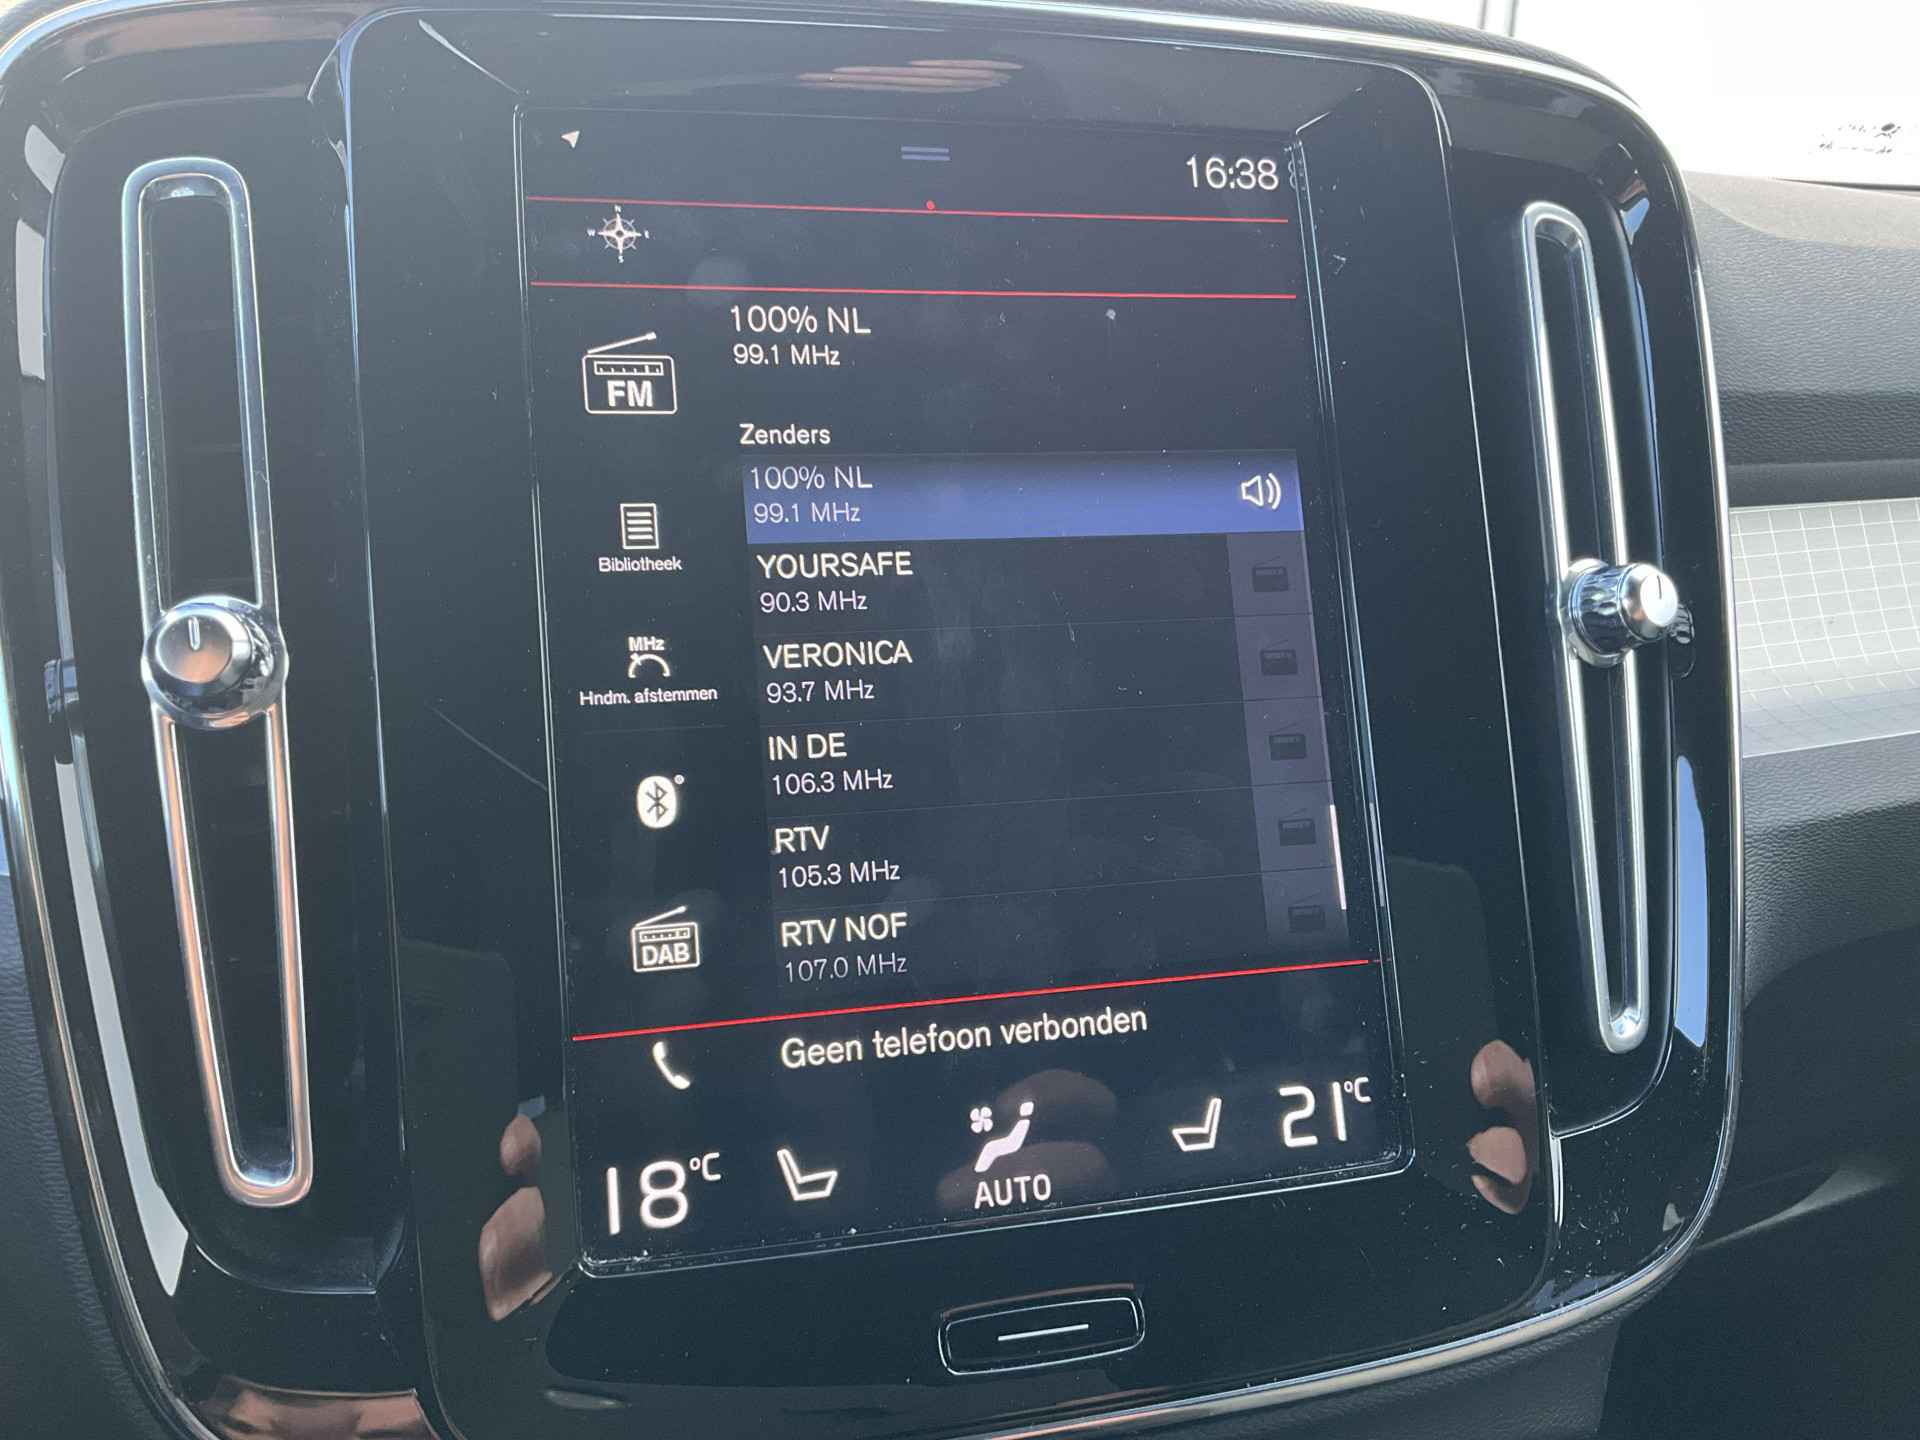 16:38
N
W E
S
100% NL
99.1 MHz
FM
Zenders
100% NL
99.1 MHz
Bibliotheek
YOURSAFE
90.3 MHz
MHz
Hndm. afstemmen
VERONICA
93.7 MHz
IN DE
106.3 MHz
RTV
105.3 MHz
DAB
RTV NOF
107.0 MHz
Geen telefoon verbonden
18°C
AUTO
21°C